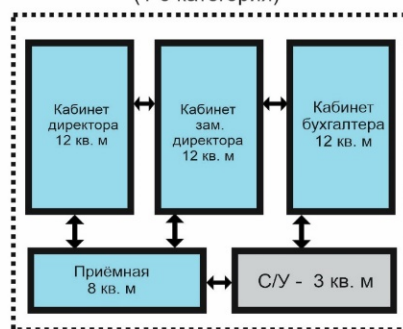 Кабинет
директора
12 кв. м
Кабинет
зам.
директора
12 кв. м
Кабинет
бухгалтера
12 кв. м
Приёмная
8 кв. м
С/У - 3 кв. м